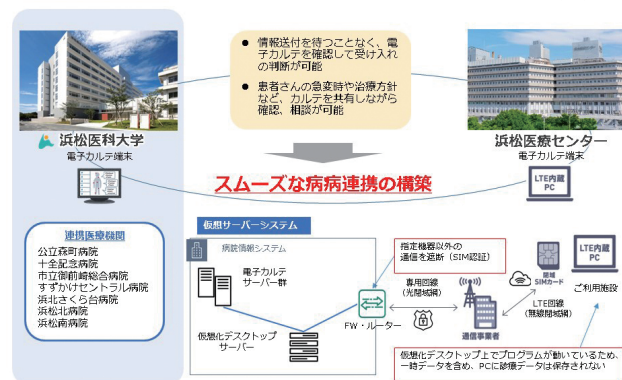 ● 情報送付を待つことなく、電
子カルテを確認して受け入れ
の判断が可能
● 患者さんの急変時や治療方針
など、カルテを共有しながら
確認、相談が可能
浜松医科大学
電子カルテ端末
浜松医療センター
電子カルテ端末
LTE内蔵
PC
スムーズな病病連携の構築
連携医療機関
公立森町病院
十全記念病院
市立御前崎総合病院
すずかけセントラル病院
浜北さくら台病院
浜松北病院
浜松南病院
仮想サーバーシステム
病院情報システム
電子カルテ
サーバー群
仮想化デスクトップ
サーバー
FW・ルーター
指定機器以外の
通信を遮断（SIM認証）
専用回線
（光閉域網）
通信事業者
閉域
SIMカード
LTE回線
（無線閉域網）
LTE内蔵
PC
ご利用施設
仮想化デスクトップ上でプログラムが動いているため、
一時データを含め、PCに診療データは保存されない